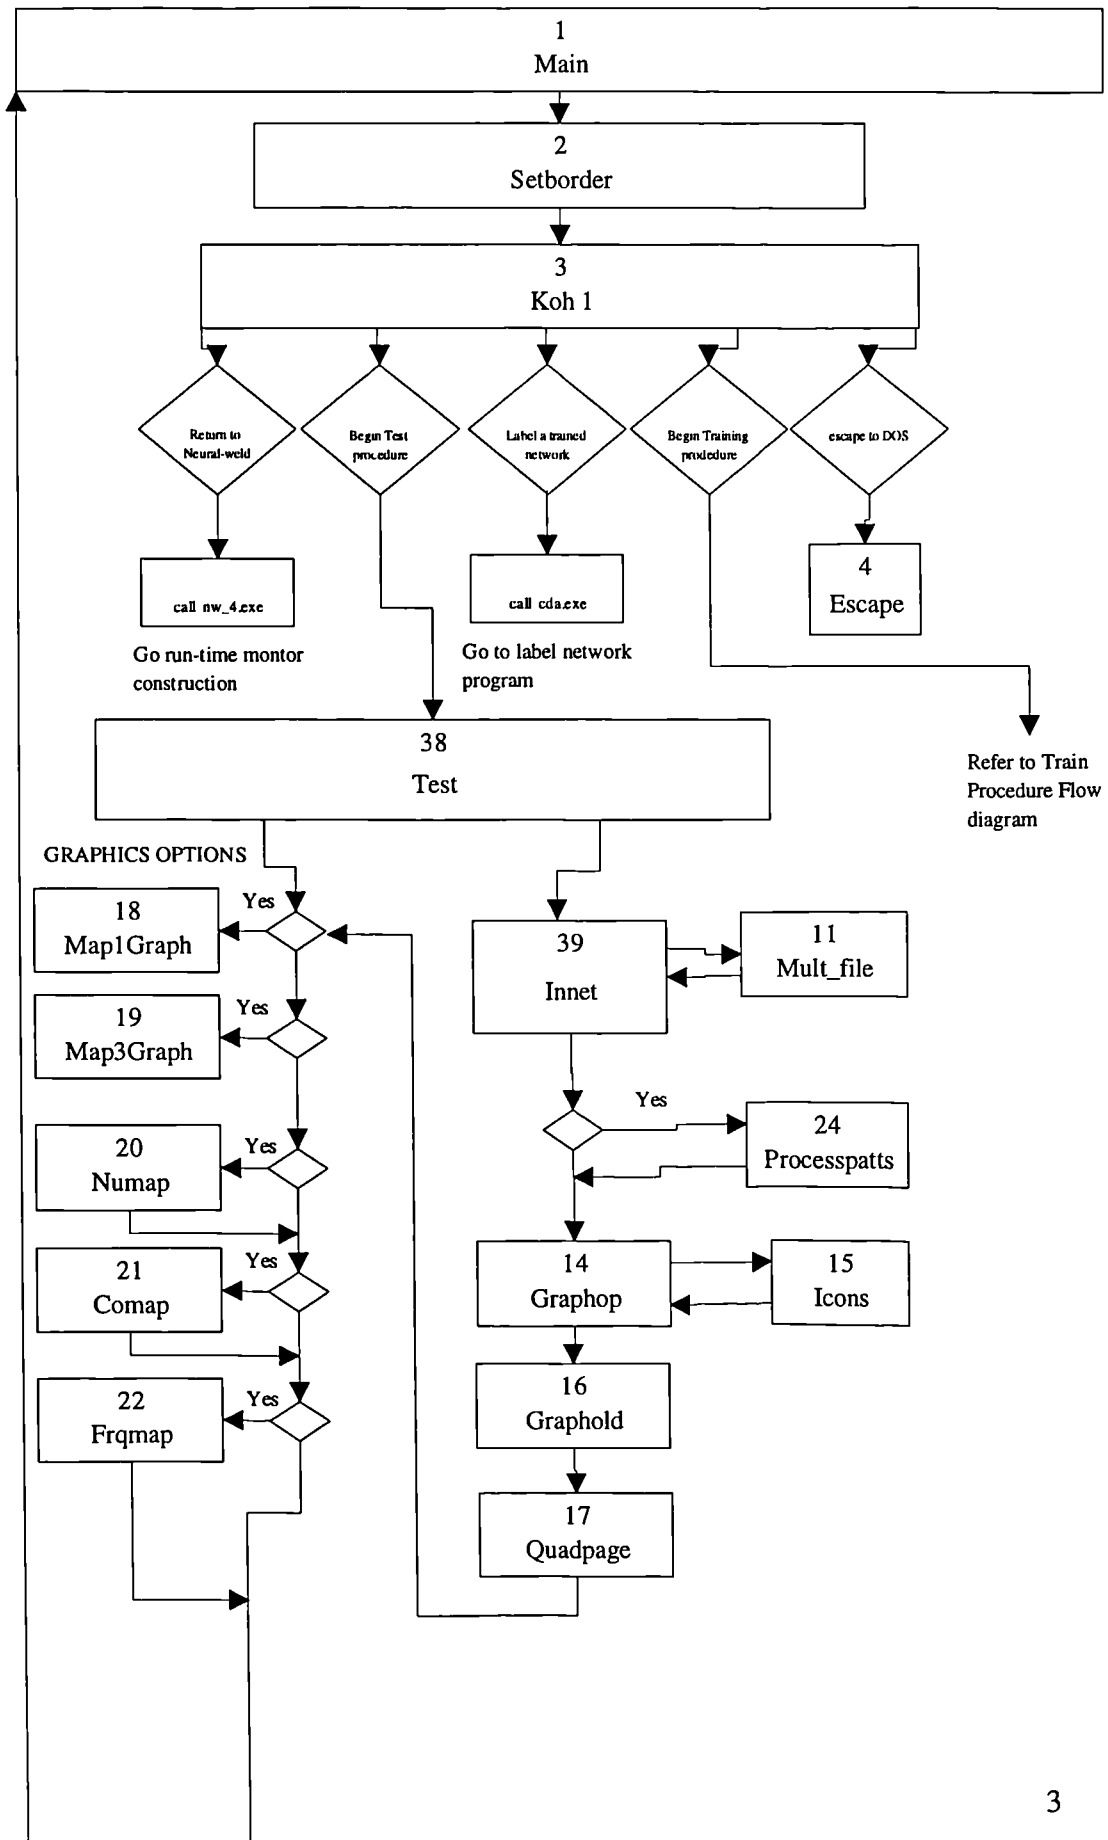 1
Main
2
Setborder
3
Koh 1
Return to
Neural-weld
Begin Test
procedure
Label a trained
network
Begin Training
prodedure
escape to DOS
call nw_4.exe
call cda.exe
4
Escape
Go run-time montor
construction
Go to label network
program
38
Test
Refer to Train
Procedure Flow
diagram
GRAPHICS OPTIONS
18
Map1Graph
Yes
39
Innet
11
Mult_file
19
Map3Graph
Yes
Yes
24
Processpatts
20
Numap
Yes
14
Graphop
15
Icons
21
Comap
Yes
16
Graphold
22
Frqmap
Yes
17
Quadpage
3